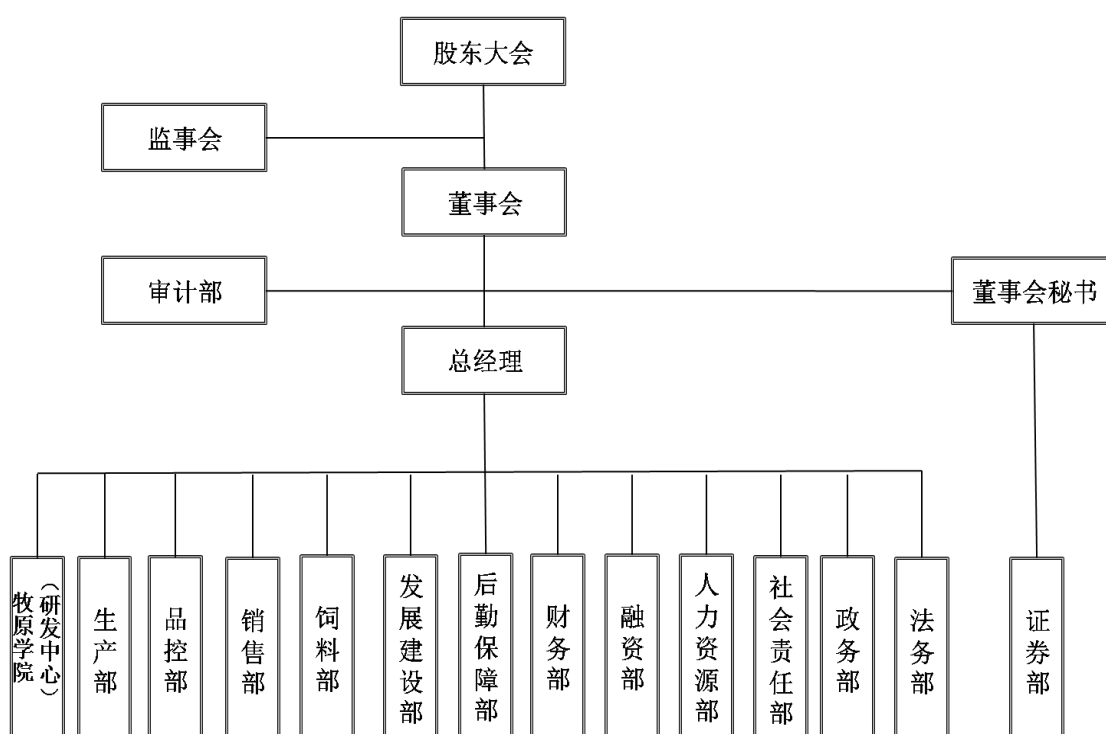 股东大会
监事会
董事会
审计部
董事会秘书
总经理
牧原学院
（研发中心）
生产部
品控部
销售部
饲料部
发展建设部
后勤保障部
财务部
融资部
人力资源部
社会责任部
政务部
法务部
证券部